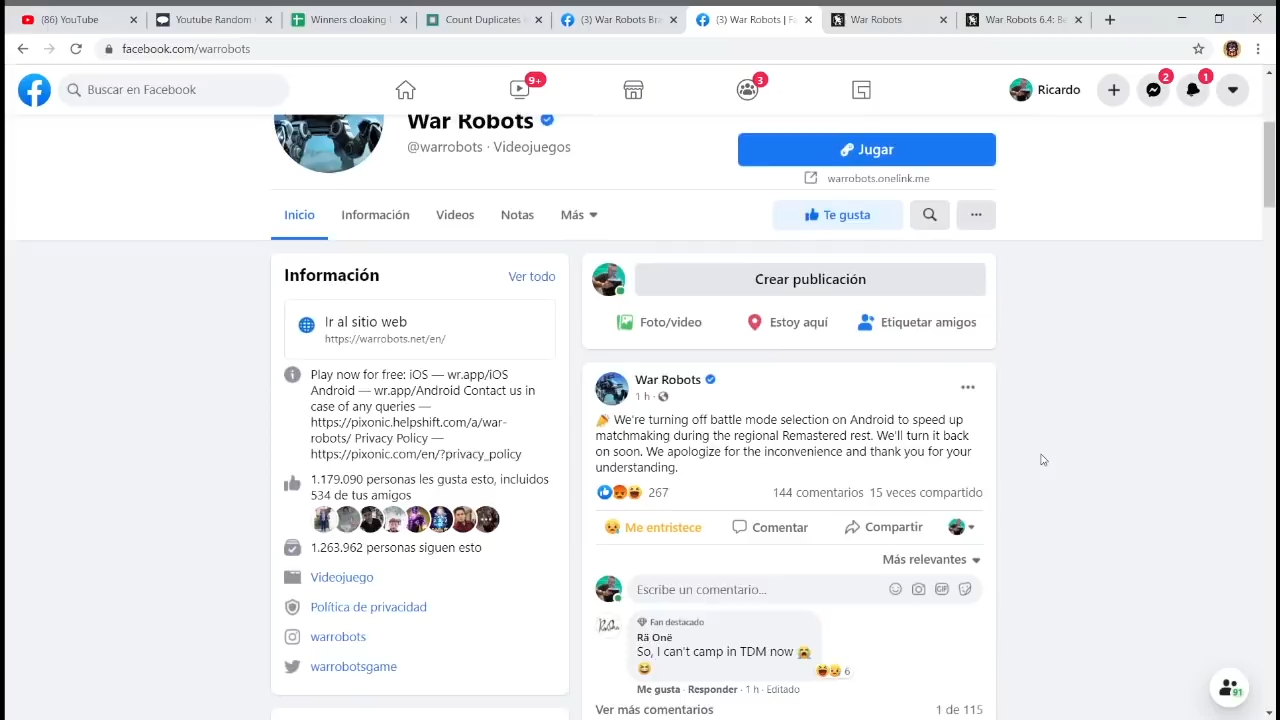 (86) YouTube
Youtube Random
Winners cloaking
Count Duplicates
(3) War Robots Bra
(3) War Robots | Fa
War Robots
War Robots 6.4: Be
facebook.com/warrobots
Buscar en Facebook
9+
3
Ricardo
2
1
War Robots
@warrobots · Videojuegos
Jugar
warrobots.onelink.me
Inicio
Información
Videos
Notas
Más
Te gusta
Información
Ver todo
Ir al sitio web
https://warrobots.net/en/
Play now for free: iOS — wr.app/iOS
Android — wr.app/Android Contact us in
case of any queries —
https://pixonic.helpshift.com/a/war-
robots/ Privacy Policy —
https://pixonic.com/en/?privacy_policy
1.179.090 personas les gusta esto, incluidos
534 de tus amigos
1.263.962 personas siguen esto
Videojuego
Política de privacidad
warrobots
warrobotsgame
Crear publicación
Foto/video
Estoy aquí
Etiquetar amigos
War Robots
1 h ·
We're turning off battle mode selection on Android to speed up
matchmaking during the regional Remastered rest. We'll turn it back
on soon. We apologize for the inconvenience and thank you for your
understanding.
267
144 comentarios 15 veces compartido
Me entristece
Comentar
Compartir
Más relevantes
Escribe un comentario...
GIF
Fan destacado
Rä Onë
So, I can't camp in TDM now
6
Me gusta · Responder · 1 h · Editado
Ver más comentarios
1 de 115
91